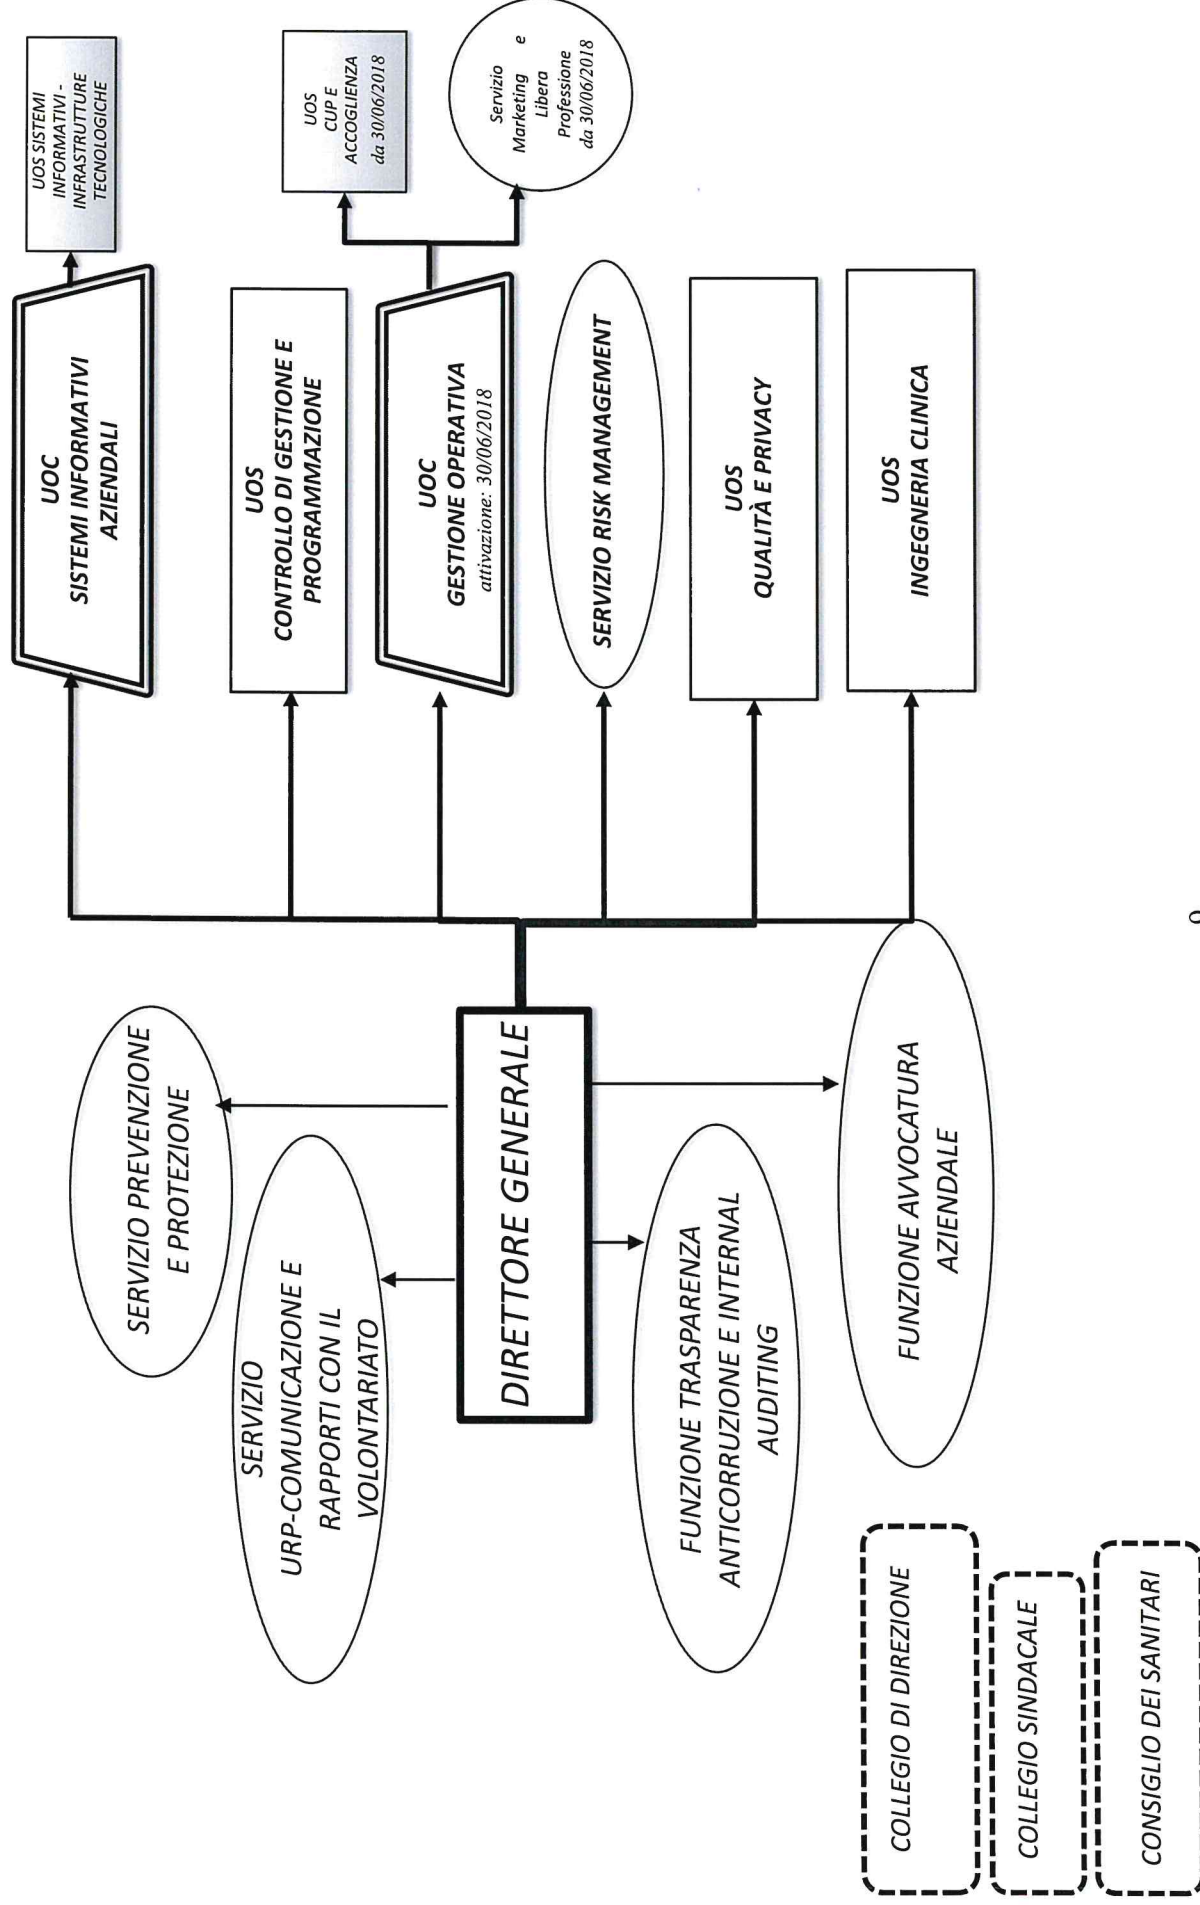 UOS SISTEMI
INFORMATIVI -
INFRASTRUTTURE
TECNOLOGICHE
UOC
SISTEMI INFORMATIVI
AZIENDALI
SERVIZIO PREVENZIONE
E PROTEZIONE
UOS
CONTROLLO DI GESTIONE E
PROGRAMMAZIONE
SERVIZIO
URP-COMUNICAZIONE E
RAPPORTI CON IL
VOLONTARIATO
UOS
CUP E
ACCOGLIENZA
da 30/06/2018
UOC
GESTIONE OPERATIVA
attivazione: 30/06/2018
Servizio
Marketing e
Libera
Professione
da 30/06/2018
DIRETTORE GENERALE
SERVIZIO RISK MANAGEMENT
FUNZIONE TRASPARENZA
ANTICORRUZIONE E INTERNAL
AUDITING
UOS
QUALITÀ E PRIVACY
UOS
INGEGNERIA CLINICA
FUNZIONE AVVOCATURA
AZIENDALE
COLLEGIO DI DIREZIONE
COLLEGIO SINDACALE
CONSIGLIO DEI SANITARI